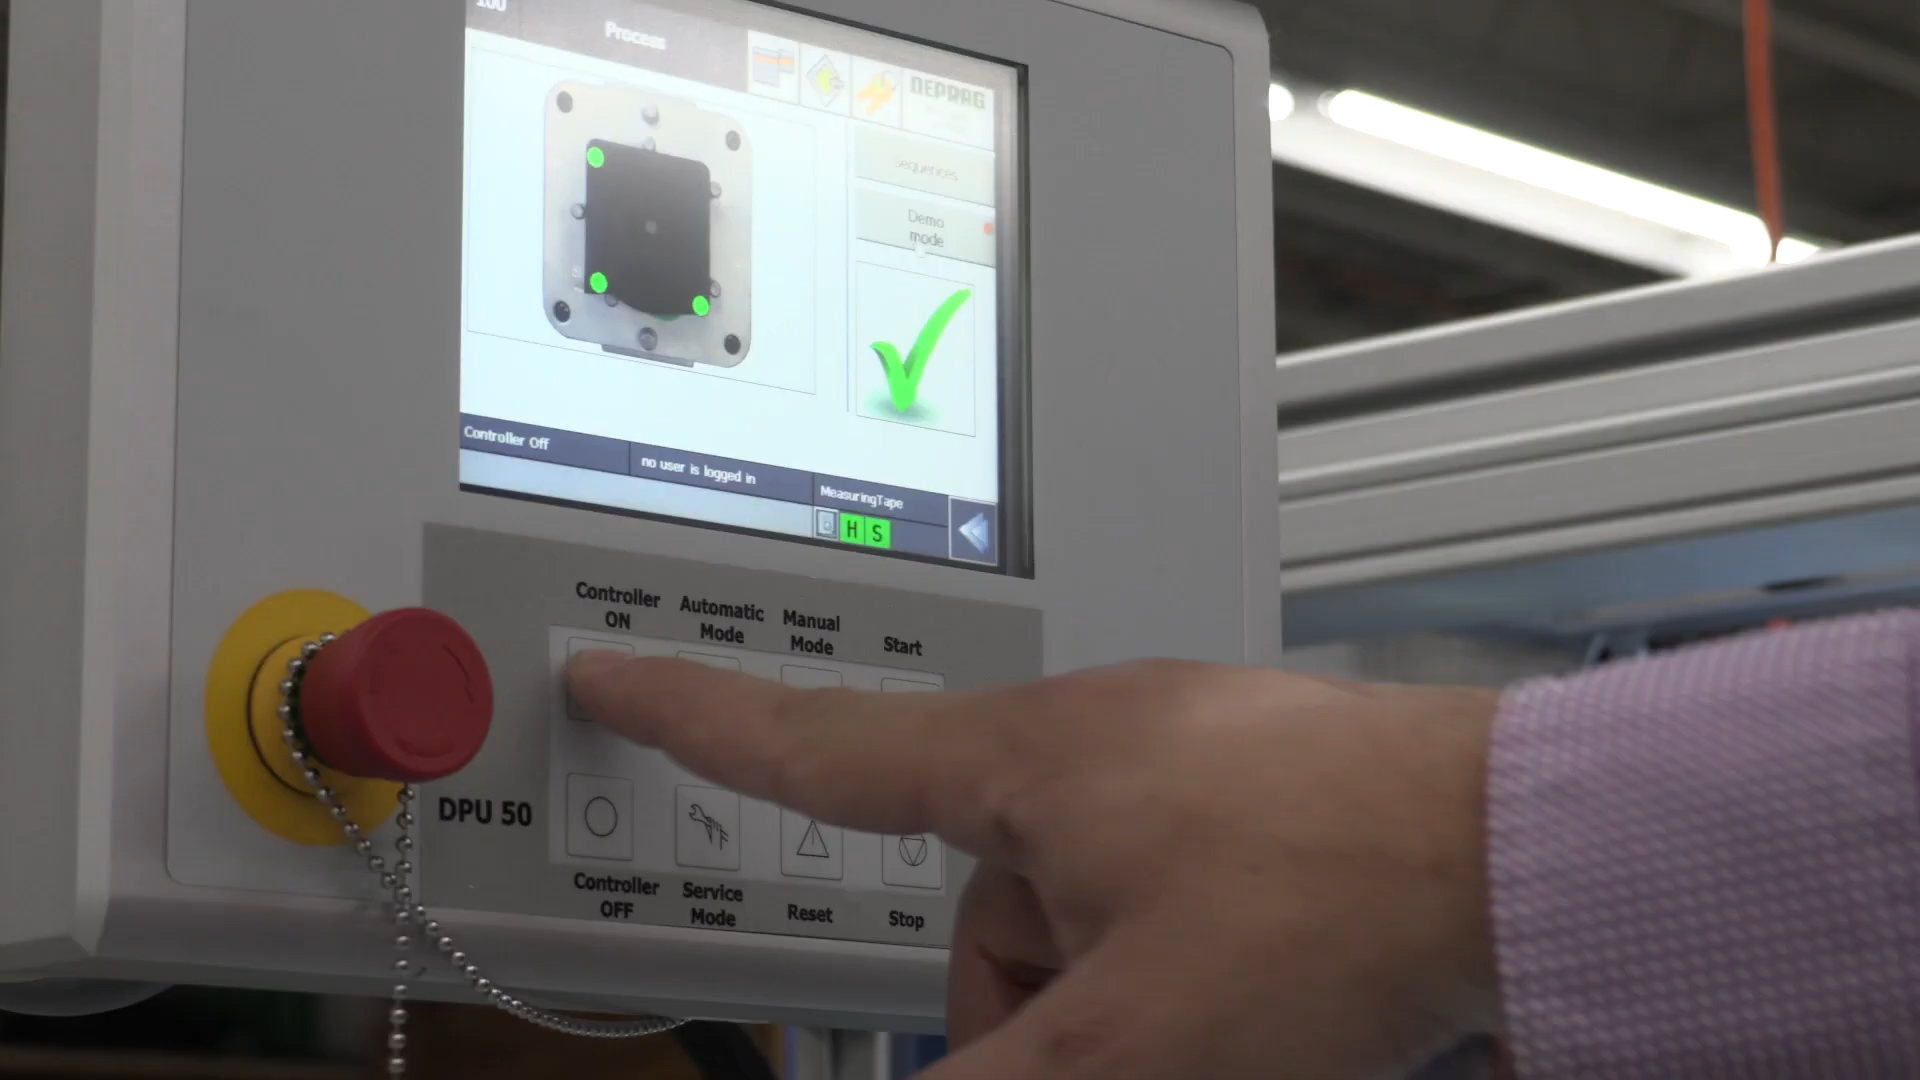 100
Process
DEPRAG
Sequences
Demo
mode
Controller Off
no user is logged in
MeasuringTape
H S
Controller
ON
Automatic
Mode
Manual
Mode
Start
DPU 50
Controller
OFF
Service
Mode
Reset
Stop